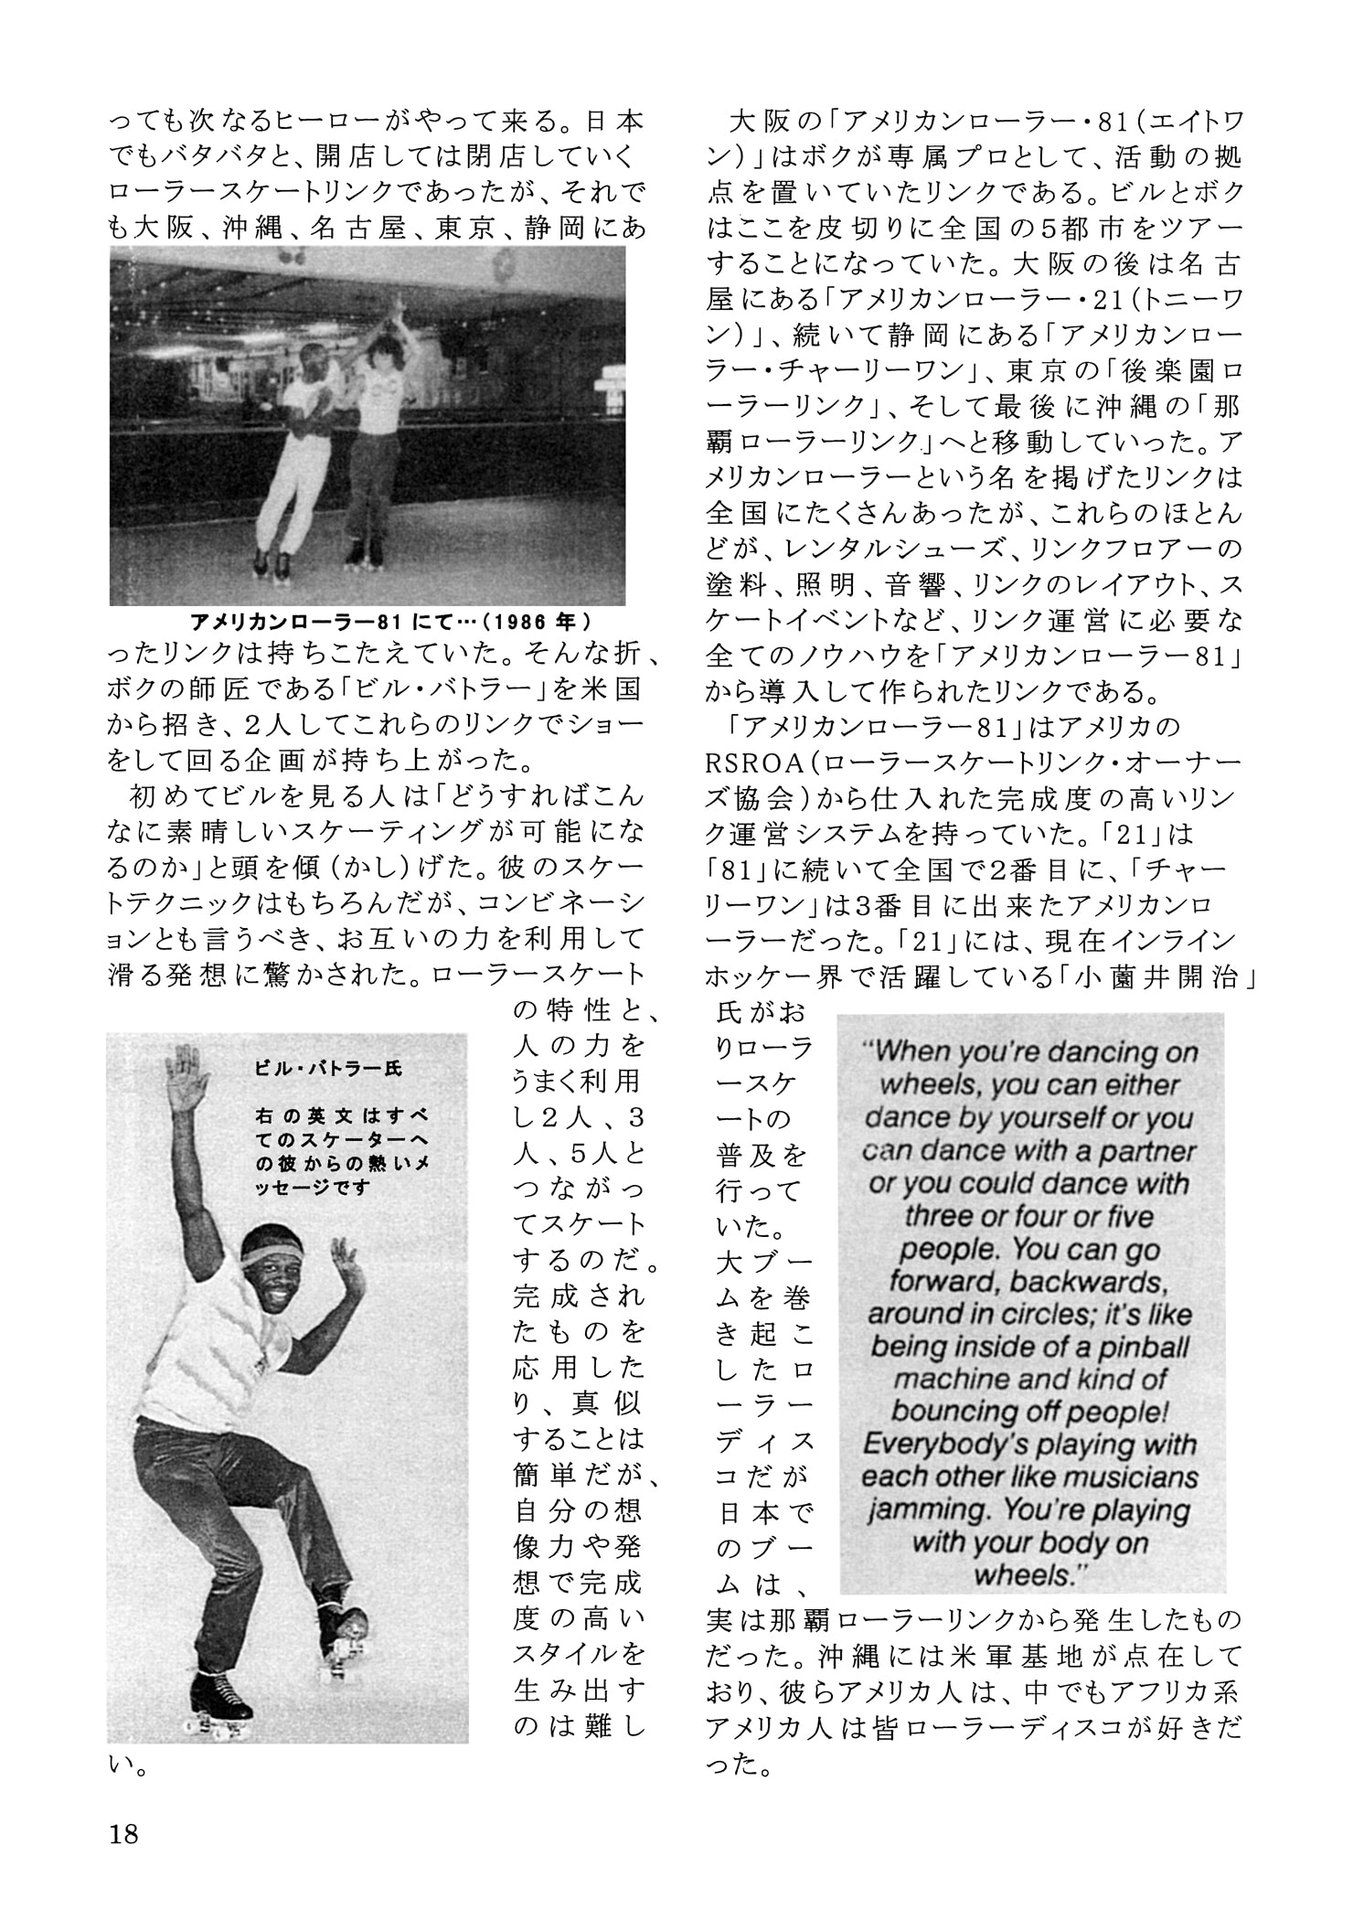 っても次なるヒーローがやって来る。日本
でもバタバタと、開店しては閉店していく
ローラースケートリンクであったが、それで
も大阪、沖縄、名古屋、東京、静岡にあ
アメリカンローラー81 にて…(1986 年)
ったリンクは持ちこたえていた。そんな折、
ボクの師匠である「ビル・バトラー」を米国
から招き、2人してこれらのリンクでショー
をして回る企画が持ち上がった。
初めてビルを見る人は「どうすればこん
なに素晴しいスケーティングが可能にな
るのか」と頭を傾(かし)げた。彼のスケー
トテクニックはもちろんだが、コンビネーシ
ョンとも言うべき、お互いの力を利用して
滑る発想に驚かされた。ローラースケート
の特性と、
人の力を
うまく利用
し2人、3
人、5人と
つながっ
てスケート
するのだ。
完成され
たものを
応用した
り、真似
することは
簡単だが、
自分の想
像力や発
想で完成
度の高い
スタイルを
生み出す
のは難し
い。
ビル・バトラー氏
右の英文はすべ
てのスケーターへ
の彼からの熱いメ
ッセージです
大阪の「アメリカンローラー・81(エイトワ
ン)」はボクが専属プロとして、活動の拠
点を置いていたリンクである。ビルとボク
はここを皮切りに全国の5都市をツアー
することになっていた。大阪の後は名古
屋にある「アメリカンローラー・21(トニーワ
ン)」、続いて静岡にある「アメリカンロー
ラー・チャーリーワン」、東京の「後楽園ロ
ーラーリンク」、そして最後に沖縄の「那
覇ローラーリンク」へと移動していった。ア
メリカンローラーという名を掲げたリンクは
全国にたくさんあったが、これらのほとん
どが、レンタルシューズ、リンクフロアーの
塗料、照明、音響、リンクのレイアウト、ス
ケートイベントなど、リンク運営に必要な
全てのノウハウを「アメリカンローラー81」
から導入して作られたリンクである。
「アメリカンローラー81」はアメリカの
RSROA(ローラースケートリンク・オーナー
ズ協会)から仕入れた完成度の高いリン
ク運営システムを持っていた。「21」は
「81」に続いて全国で2番目に、「チャー
リーワン」は3番目に出来たアメリカンロ
ーラーだった。「21」には、現在インライン
ホッケー界で活躍している「小薗井開治」
氏がお
りローラ
ースケ
ートの
普及を
行って
いた。
大ブー
ムを巻
き起こ
したロ
ーラー
ディス
コだが
日本で
のブー
ムは、
実は那覇ローラーリンクから発生したもの
だった。沖縄には米軍基地が点在して
おり、彼らアメリカ人は、中でもアフリカ系
アメリカ人は皆ローラーディスコが好きだ
った。
"When you're dancing on
wheels, you can either
dance by yourself or you
can dance with a partner
or you could dance with
three or four or five
people. You can go
forward, backwards,
around in circles; it's like
being inside of a pinball
machine and kind of
bouncing off people!
Everybody's playing with
each other like musicians
jamming. You're playing
with your body on
wheels."
18